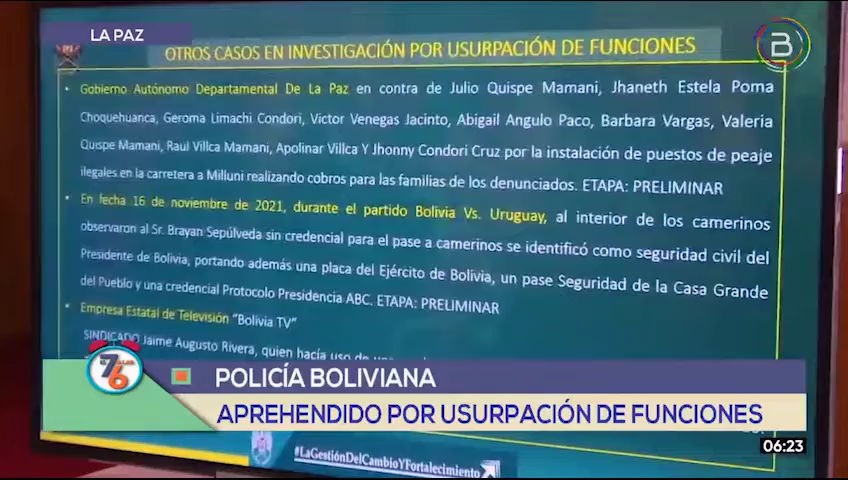 LA PAZ
B
OTROS CASOS EN INVESTIGACIÓN POR USURPACIÓN DE FUNCIONES
• Gobierno Autónomo Departamental De La Paz en contra de Julio Quispe Mamani, Jhaneth Estela Poma
Choquehuanca, Geroma Limachi Condori, Victor Venegas Jacinto, Abigail Angulo Paco, Barbara Vargas, Valeria
Quispe Mamani, Raul Villca Mamani, Apolinar Villca Y Jhonny Condori Cruz por la instalación de puestos de peaje
ilegales en la carretera a Milluni realizando cobros para las familias de los denunciados. ETAPA: PRELIMINAR
• En fecha 16 de noviembre de 2021, durante el partido Bolivia Vs. Uruguay, al interior de los camerinos
observaron al Sr. Brayan Sepúlveda sin credencial para el pase a camerinos se identificó como seguridad civil del
Presidente de Bolivia, portando además una placa del Ejército de Bolivia, un pase Seguridad de la Casa Grande
del Pueblo y una credencial Protocolo Presidencia ABC. ETAPA: PRELIMINAR
• Empresa Estatal de Televisión "Bolivia TV"
SINDICADO Jaime Augusto Rivera, quien hacía uso de
76
POLICÍA BOLIVIANA
APREHENDIDO POR USURPACIÓN DE FUNCIONES
06:23
#LaGestiónDelCambioYFortalecimiento